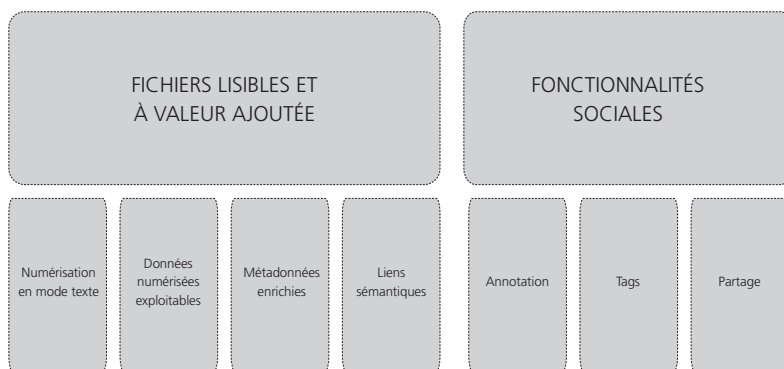 FICHIERS LISIBLES ET
À VALEUR AJOUTÉE
FONCTIONNALITÉS
SOCIALES
Numérisation
en mode texte
Données
numérisées
exploitables
Métadonnées
enrichies
Liens
sémantiques
Annotation
Tags
Partage